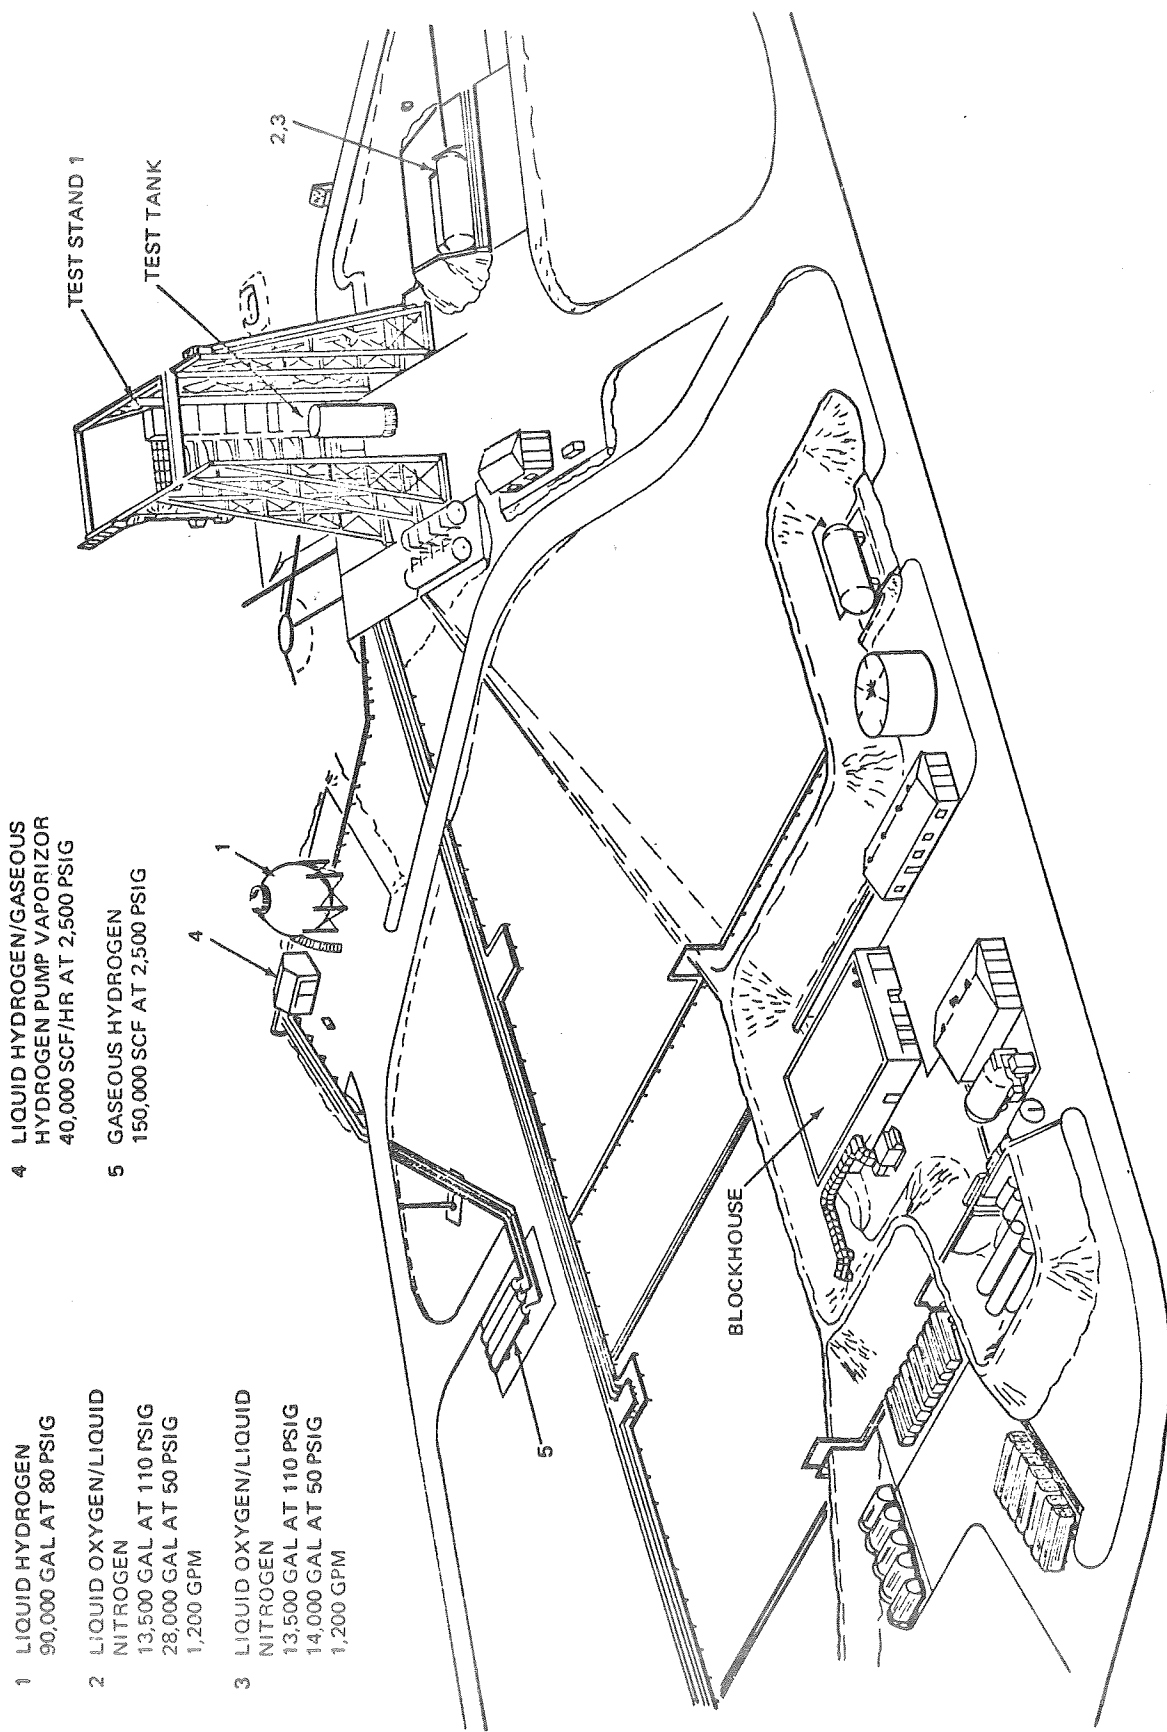 1 LIQUID HYDROGEN
90,000 GAL AT 80 PSIG
2 LIQUID OXYGEN/LIQUID
NITROGEN
13,500 GAL AT 110 PSIG
28,000 GAL AT 50 PSIG
1,200 GPM
3 LIQUID OXYGEN/LIQUID
NITROGEN
13,500 GAL AT 110 PSIG
14,000 GAL AT 50 PSIG
1,200 GPM
4 LIQUID HYDROGEN/GASEOUS
HYDROGEN PUMP VAPORIZOR
40,000 SCF/HR AT 2,500 PSIG
5 GASEOUS HYDROGEN
150,000 SCF AT 2,500 PSIG
TEST STAND 1
TEST TANK
2,3
1
4
5
BLOCKHOUSE